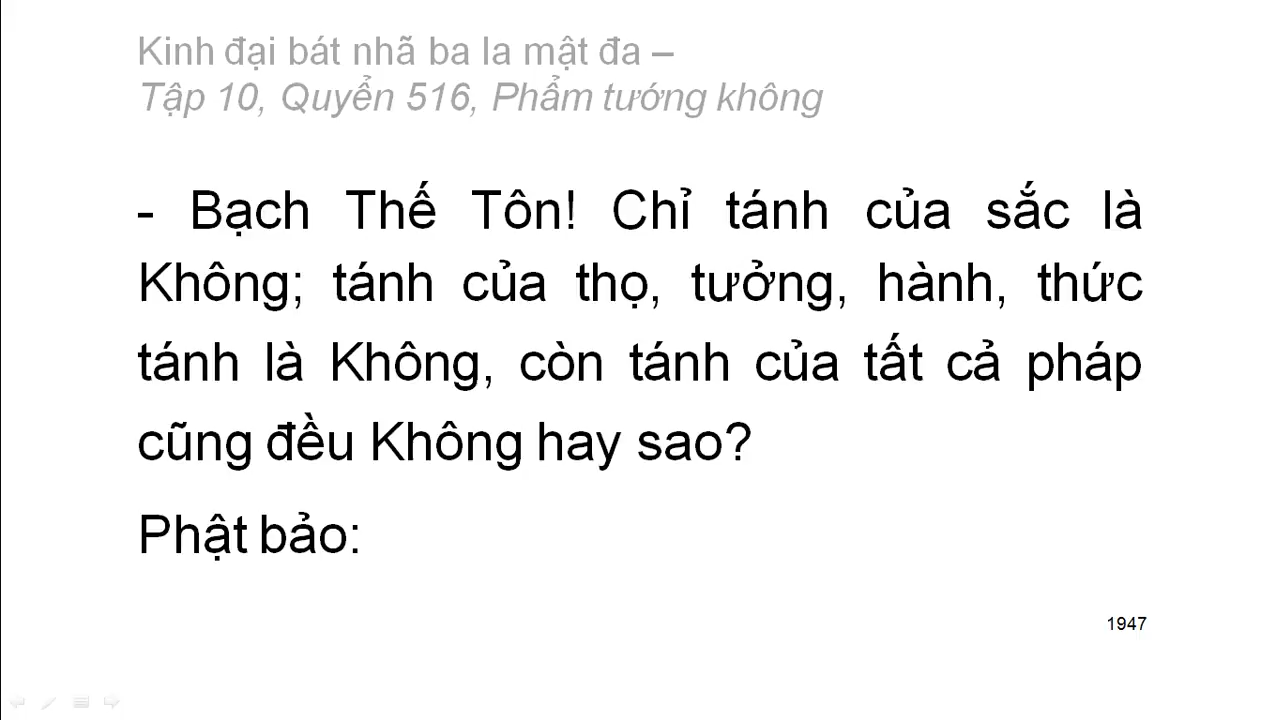 Kinh đại bát nhã ba la mật đa –
Tập 10, Quyển 516, Phẩm tướng không
- Bạch Thế Tôn! Chỉ tánh của sắc là
Không; tánh của thọ, tưởng, hành, thức
tánh là Không, còn tánh của tất cả pháp
cũng đều Không hay sao?
Phật bảo:
1947